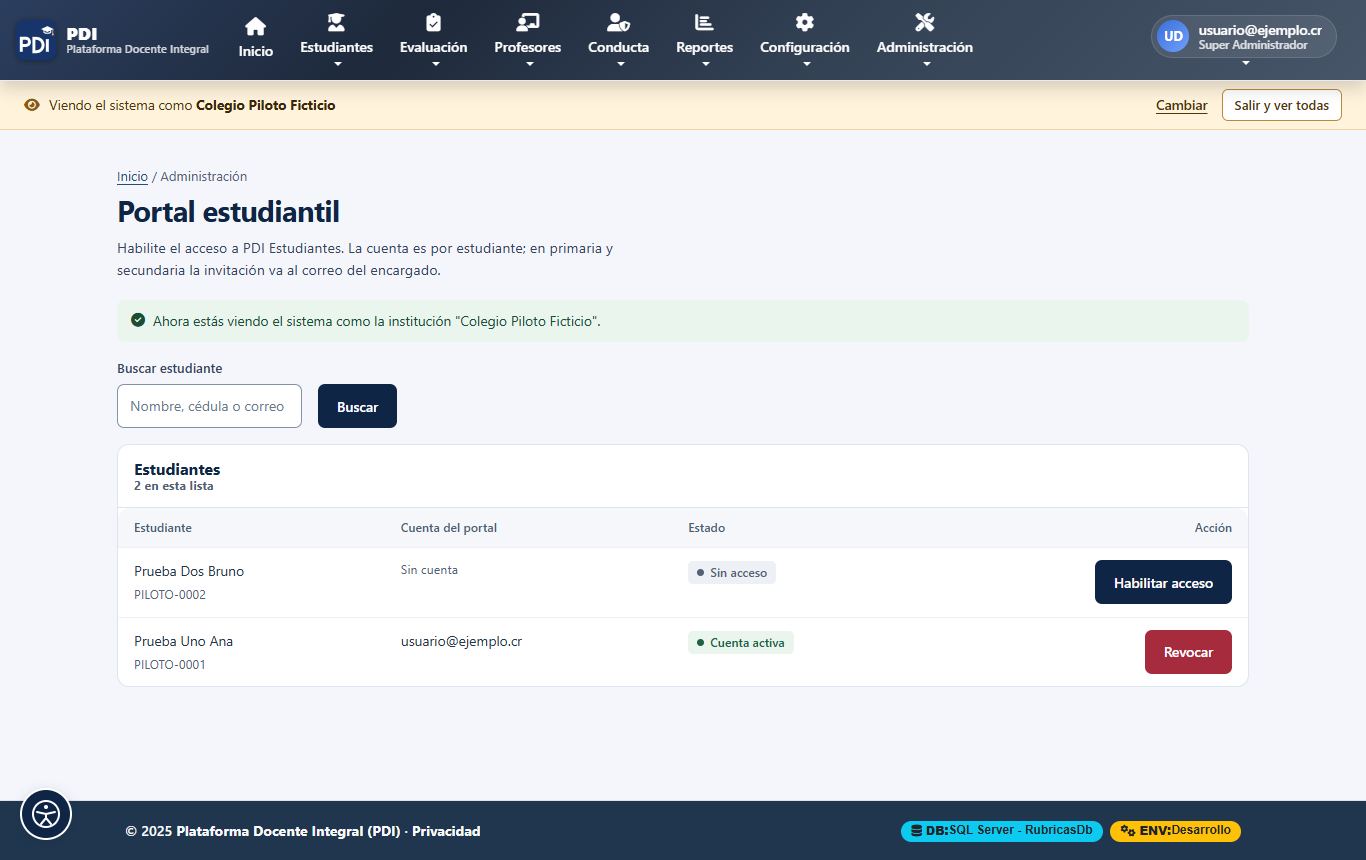 PDI
PDI
Plataforma Docente Integral
Inicio
Estudiantes
Evaluación
Profesores
Conducta
Reportes
Configuración
Administración
UD
usuario@ejemplo.cr
Super Administrador
Viendo el sistema como Colegio Piloto Ficticio
Cambiar
Salir y ver todas
Inicio / Administración
Portal estudiantil
Habilite el acceso a PDI Estudiantes. La cuenta es por estudiante; en primaria y
secundaria la invitación va al correo del encargado.
Ahora estás viendo el sistema como la institución "Colegio Piloto Ficticio".
Buscar estudiante
Nombre, cédula o correo
Buscar
Estudiantes
2 en esta lista
Estudiante Cuenta del portal Estado Acción
Prueba Dos Bruno Sin cuenta Sin acceso Habilitar acceso
PILOTO-0002
Prueba Uno Ana usuario@ejemplo.cr Cuenta activa Revocar
PILOTO-0001
© 2025 Plataforma Docente Integral (PDI) · Privacidad
DB:SQL Server - RubricasDb
ENV:Desarrollo